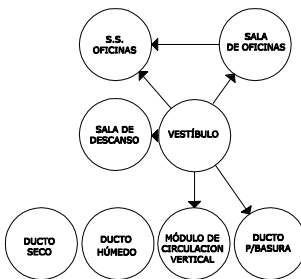 S.S.
OFICINAS
SALA
DE OFICINAS
SALA DE
DESCANSO
VESTÍBULO
DUCTO
SECO
DUCTO
HÚMEDO
MÓDULO DE
CIRCULACION
VERTICAL
DUCTO
P/BASURA